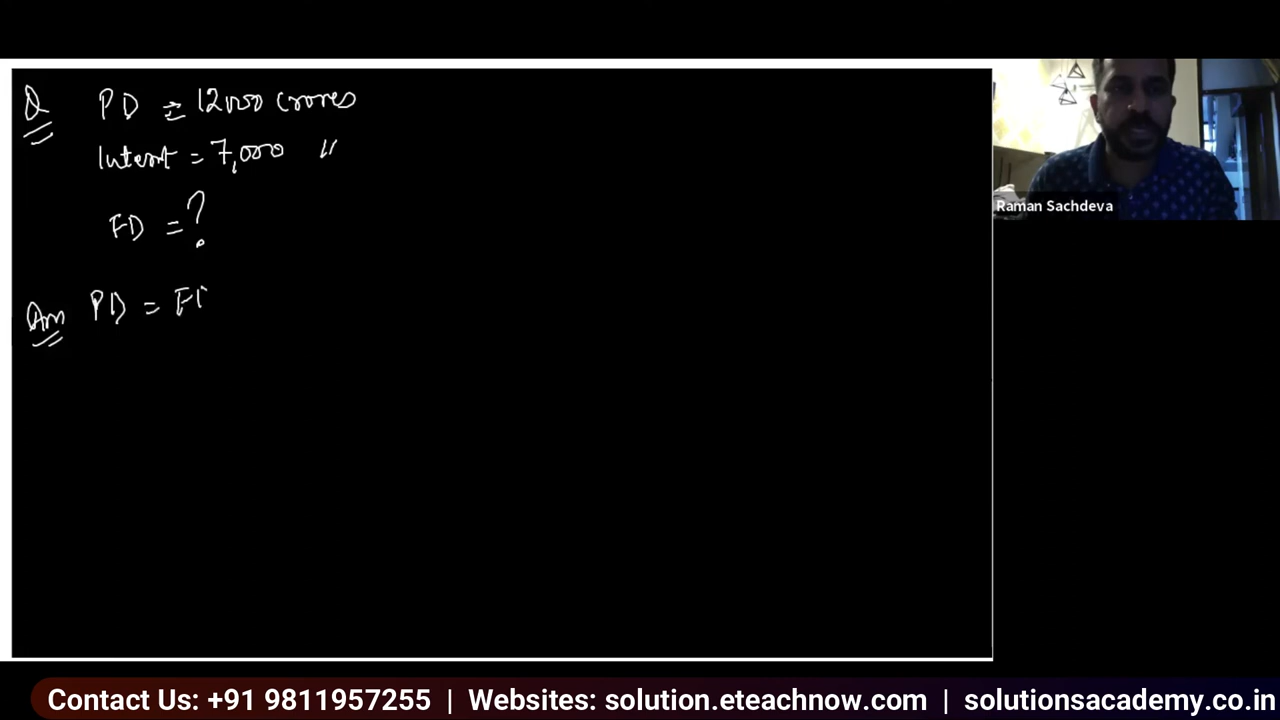 Q PD = 12000 crores
Interest = 7,000 "
FD = ?
Ans PD = FD
Raman Sachdeva
Contact Us: +91 9811957255 | Websites: solution.eteachnow.com | solutionsacademy.co.in